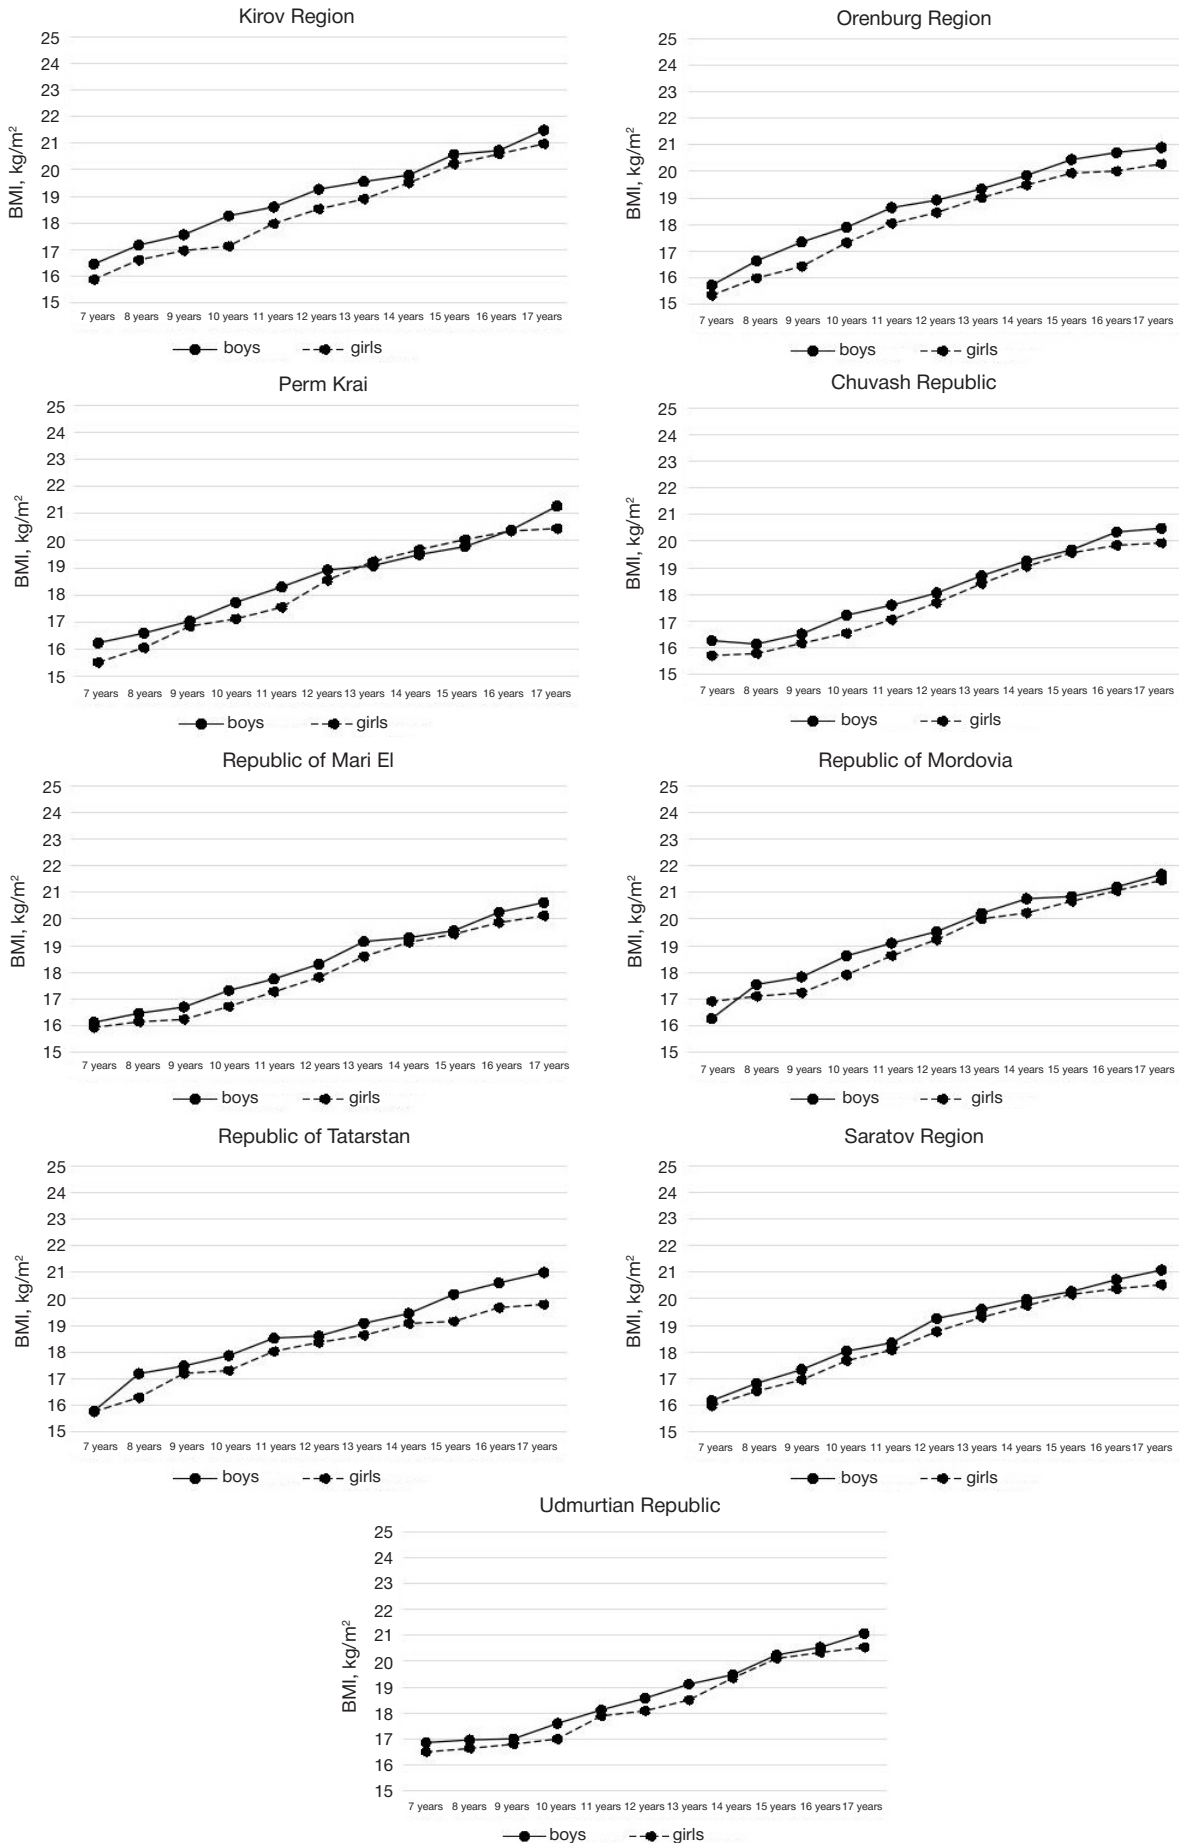 Kirov Region
BMI, kg/m²
25
24
23
22
21
20
19
18
17
16
15
7 years 8 years 9 years 10 years 11 years 12 years 13 years 14 years 15 years 16 years 17 years
boys girls
Orenburg Region
BMI, kg/m²
25
24
23
22
21
20
19
18
17
16
15
7 years 8 years 9 years 10 years 11 years 12 years 13 years 14 years 15 years 16 years 17 years
boys girls
Perm Krai
BMI, kg/m²
25
24
23
22
21
20
19
18
17
16
15
7 years 8 years 9 years 10 years 11 years 12 years 13 years 14 years 15 years 16 years 17 years
boys girls
Chuvash Republic
BMI, kg/m²
25
24
23
22
21
20
19
18
17
16
15
7 years 8 years 9 years 10 years 11 years 12 years 13 years 14 years 15 years 16 years 17 years
boys girls
Republic of Mari El
BMI, kg/m²
25
24
23
22
21
20
19
18
17
16
15
7 years 8 years 9 years 10 years 11 years 12 years 13 years 14 years 15 years 16 years 17 years
boys girls
Republic of Mordovia
BMI, kg/m²
25
24
23
22
21
20
19
18
17
16
15
7 years 8 years 9 years 10 years 11 years 12 years 13 years 14 years 15 years 16 years 17 years
boys girls
Republic of Tatarstan
BMI, kg/m²
25
24
23
22
21
20
19
18
17
16
15
7 years 8 years 9 years 10 years 11 years 12 years 13 years 14 years 15 years 16 years 17 years
boys girls
Saratov Region
BMI, kg/m²
25
24
23
22
21
20
19
18
17
16
15
7 years 8 years 9 years 10 years 11 years 12 years 13 years 14 years 15 years 16 years 17 years
boys girls
Udmurtian Republic
BMI, kg/m²
25
24
23
22
21
20
19
18
17
16
15
7 years 8 years 9 years 10 years 11 years 12 years 13 years 14 years 15 years 16 years 17 years
boys girls